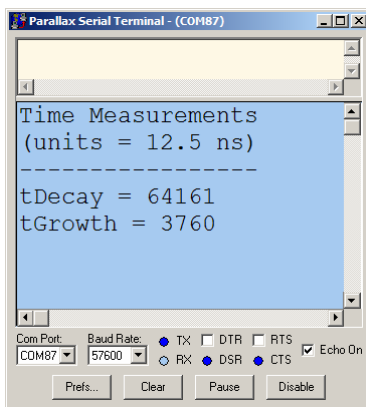 Parallax Serial Terminal - (COM87)
Time Measurements
(units = 12.5 ns)
-----------------
tDecay = 64161
tGrowth = 3760
Com Port: Baud Rate: TX DTR RTS
COM87 57600 RX DSR CTS Echo On
Prefs... Clear Pause Disable